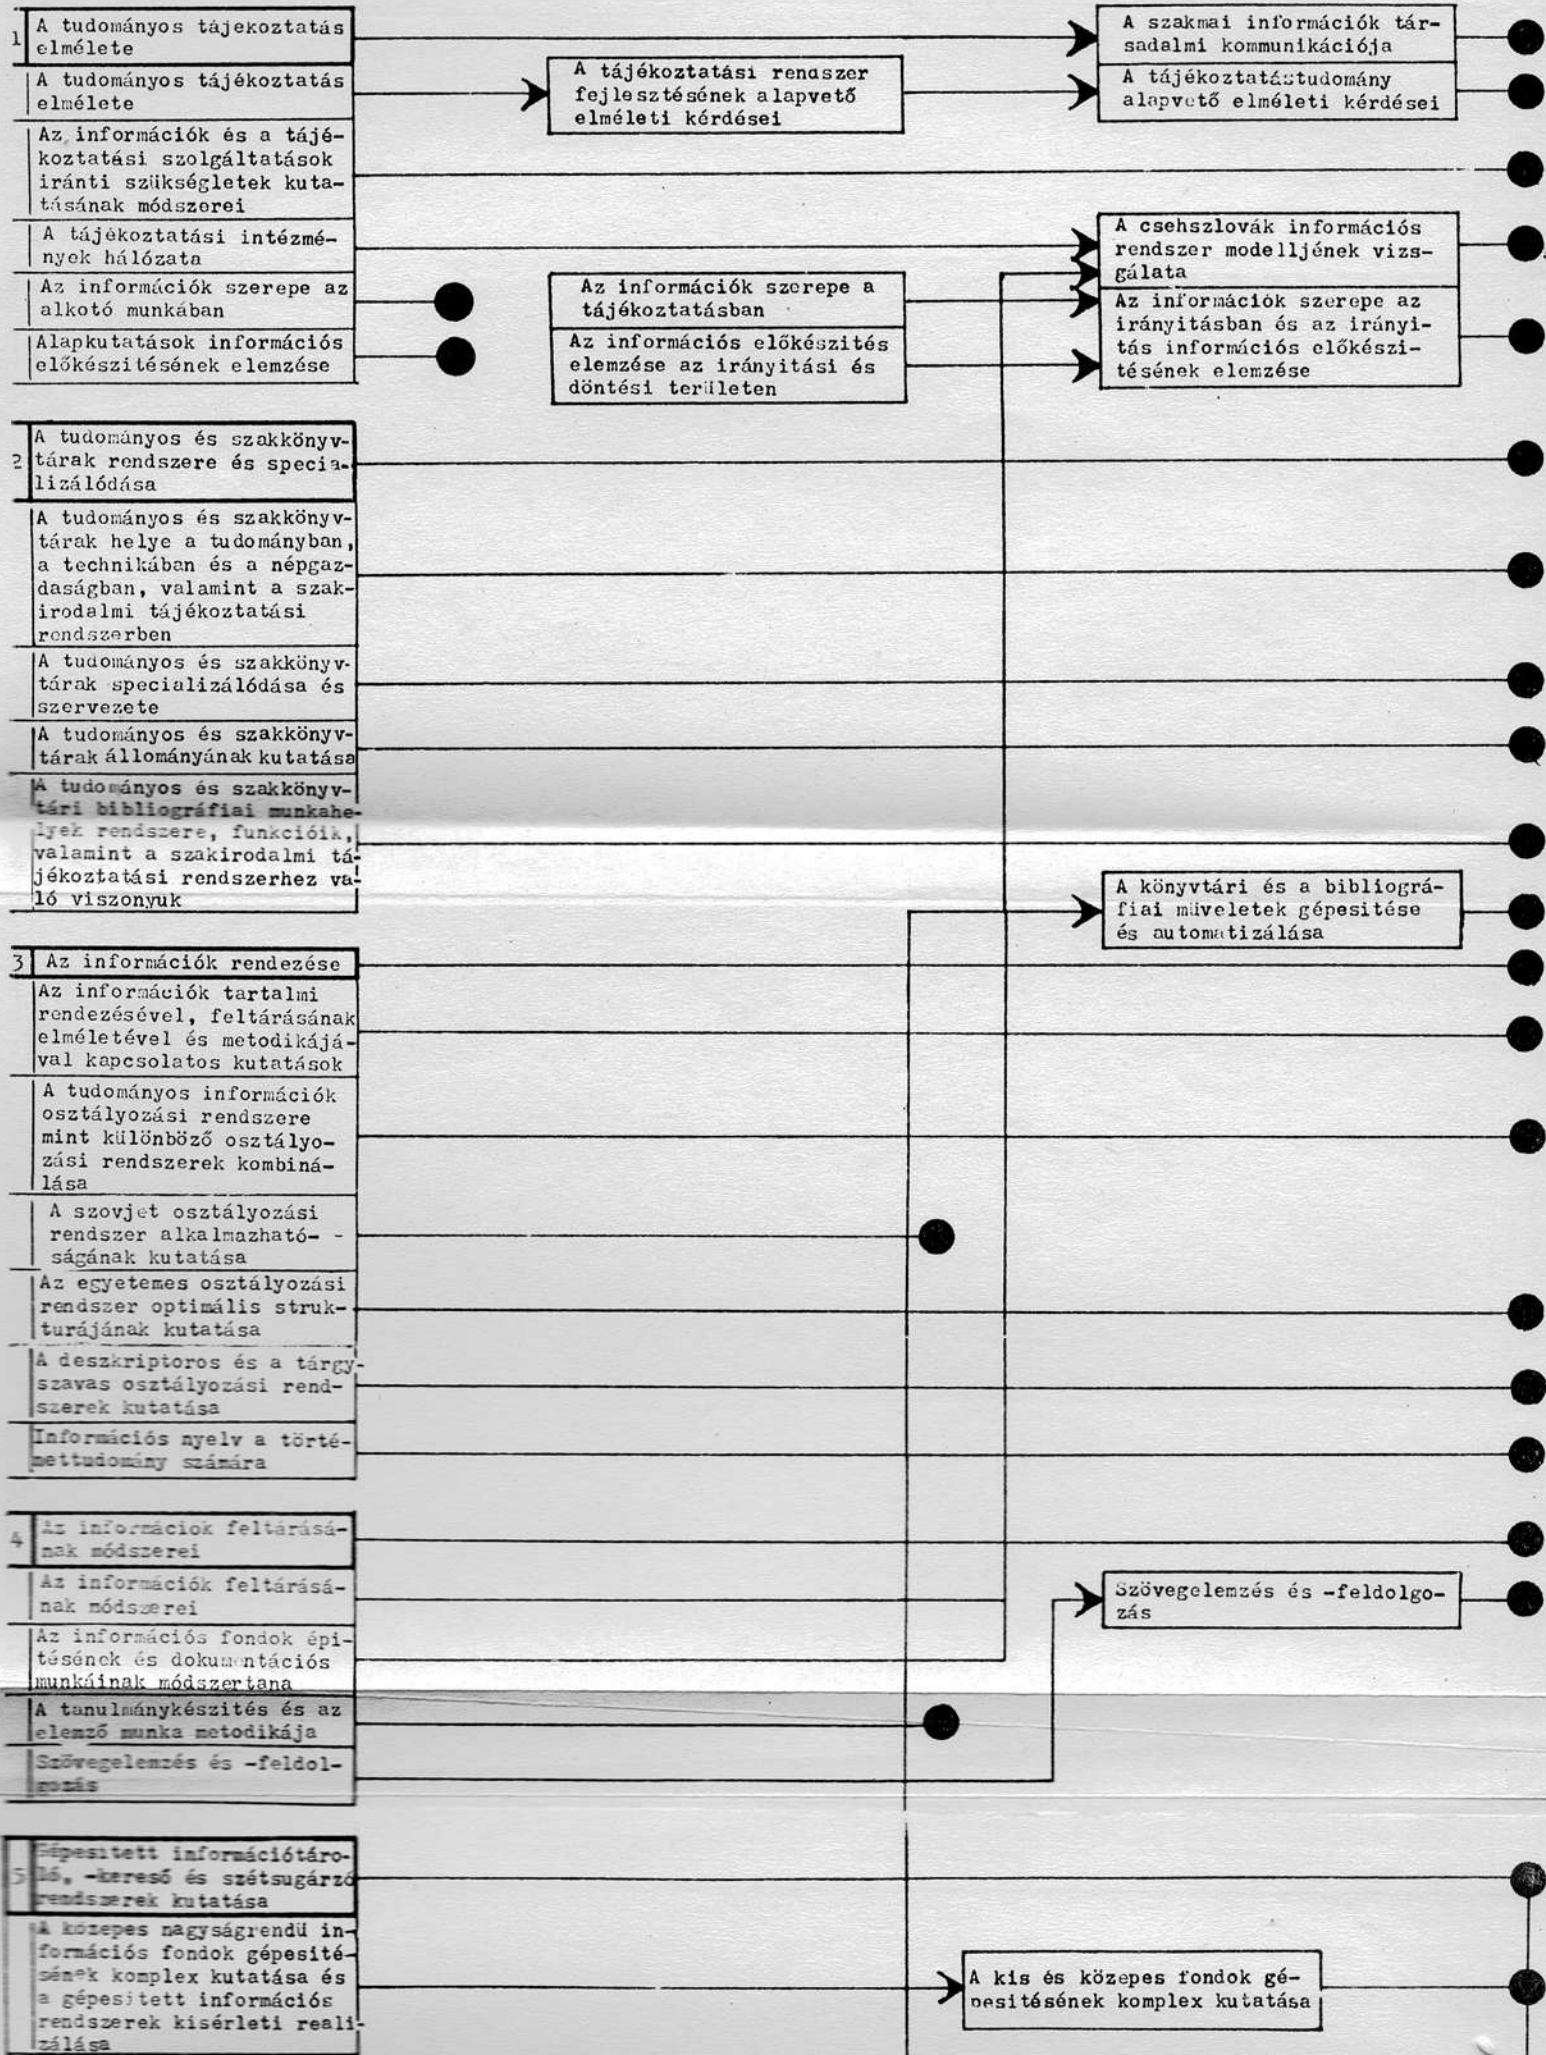 1
A tudományos tájékoztatás
elmélete
A tudományos tájékoztatás
elmélete
Az információk és a tájé-
koztatási szolgáltatások
iránti szükségletek kuta-
tásának módszerei
A tájékoztatási intézmé-
nyek hálózata
Az információk szerepe az
alkotó munkában
Alapkutatások információs
előkészitésének elemzése
A tájékoztatási rendszer
fejlesztésének alapvető
elméleti kérdései
Az információk szerepe a
tájékoztatásban
Az információs előkészités
elemzése az irányitási és
döntési területen
A szakmai információk tár-
sadalmi kommunikációja
A tájékoztatástudomány
alapvető elméleti kérdései
A csehszlovák információs
rendszer modelljének vizs-
gálata
Az információk szerepe az
irányitásban és az irányi-
tás információs előkészi-
tésének elemzése
2
A tudományos és szakkönyv-
tárak rendszere és specia-
lizálódása
A tudományos és szakkönyv-
tárak helye a tudományban,
a technikában és a népgaz-
daságban, valamint a szak-
irodalmi tájékoztatási
rendszerben
A tudományos és szakkönyv-
tárak specializálódása és
szervezete
A tudományos és szakkönyv-
tárak állományának kutatása
A tudományos és szakkönyv-
tári bibliográfiai munkahe-
lyek rendszere, funkcióik,
valamint a szakirodalmi tá-
jékoztatási rendszerhez va-
ló viszonyuk
A könyvtári és a bibliográ-
fiai müveletek gépesitése
és automatizálása
3
Az információk rendezése
Az információk tartalmi
rendezésével, feltárásának
elméletével és metodikájá-
val kapcsolatos kutatások
A tudományos információk
osztályozási rendszere
mint különböző osztályo-
zási rendszerek kombiná-
lása
A szovjet osztályozási
rendszer alkalmazható- -
ságának kutatása
Az egyetemes osztályozási
rendszer optimális struk-
turájának kutatása
A deszkriptoros és a tárgy-
szavas osztályozási rend-
szerek kutatása
Információs nyelv a törté-
nettudomány számára
4
Az információk feltárásá-
nak módszerei
Az információk feltárásá-
nak módszerei
Az információs fondok épi-
tésének és dokumentációs
munkáinak módszertana
A tanulmánykészités és az
elemző munka metodikája
Szövegelemzés és -feldol-
gozás
Szövegelemzés és -feldolgo-
zás
5
Gépesitett információtáro-
ló, -kereső és szétsugárzó
rendszerek kutatása
A közepes nagyságrendü in-
formációs fondok gépesité-
sének komplex kutatása és
a gépesitett információs
rendszerek kisérleti reali-
zálása
A kis és közepes fondok gé-
pesitésének komplex kutatása